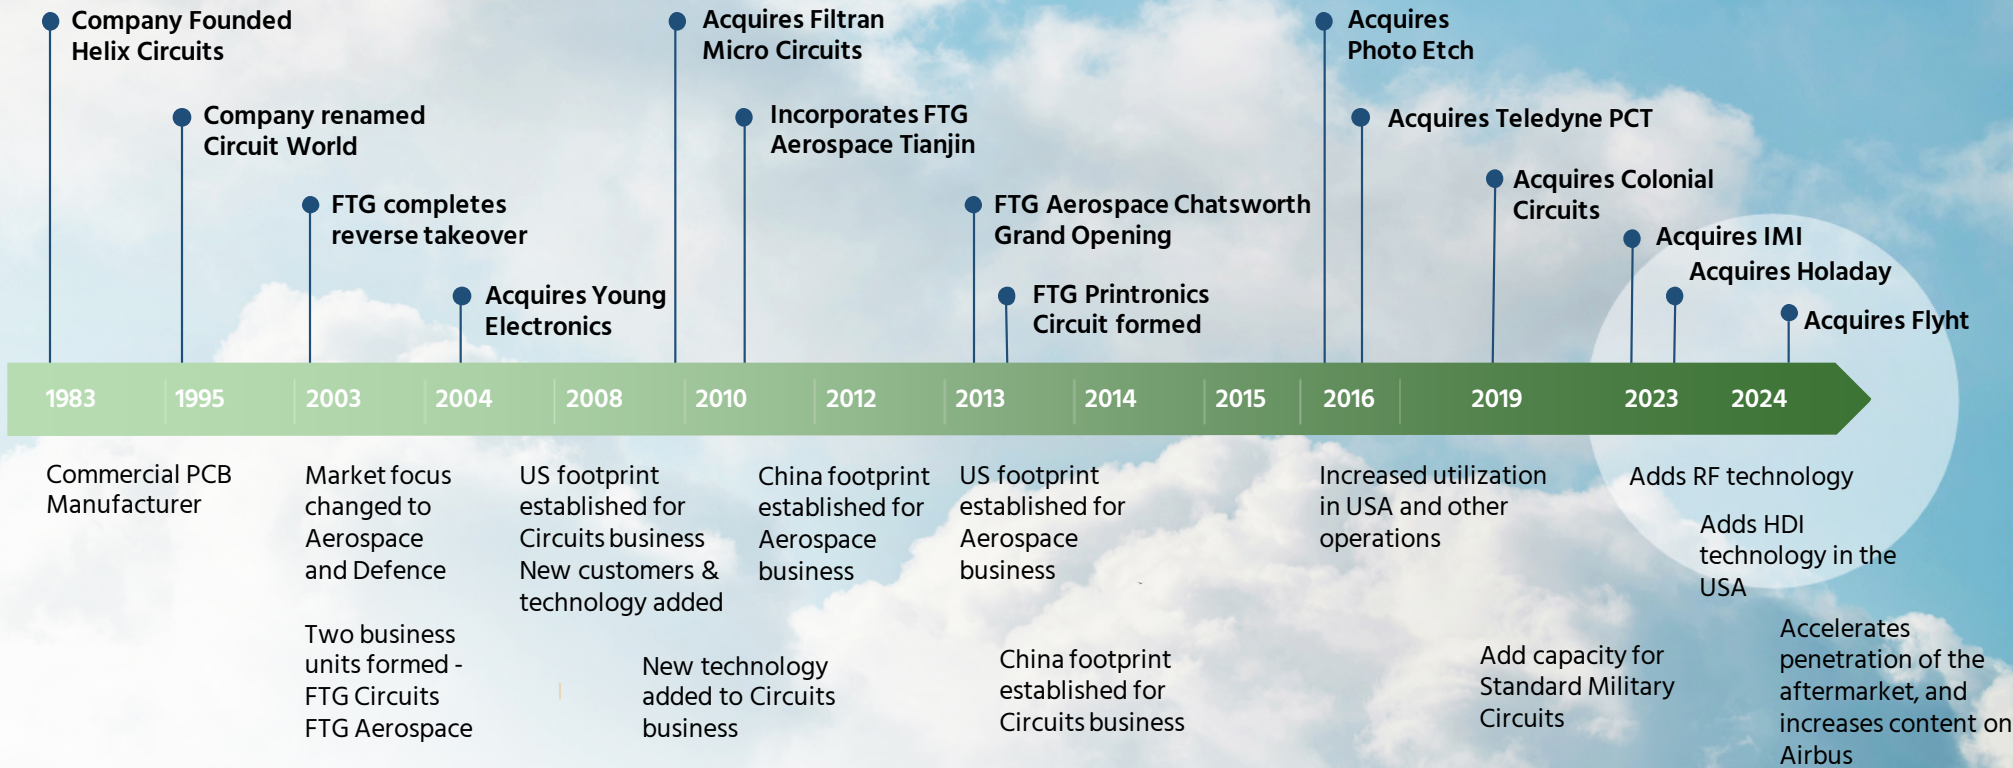 Company Founded
Helix Circuits
Acquires Filtran
Micro Circuits
Acquires
Photo Etch
Company renamed
Circuit World
Incorporates FTG
Aerospace Tianjin
Acquires Teledyne PCT
FTG completes
reverse takeover
FTG Aerospace Chatsworth
Grand Opening
Acquires Colonial
Circuits
Acquires IMI
Acquires Holaday
Acquires Young
Electronics
FTG Printronics
Circuit formed
Acquires Flyht
1983 1995 2003 2004 2008 2010 2012 2013 2014 2015 2016 2019 2023 2024
Commercial PCB
Manufacturer
Market focus
changed to
Aerospace
and Defence
Two business
units formed -
FTG Circuits
FTG Aerospace
US footprint
established for
Circuits business
New customers &
technology added
New technology
added to Circuits
business
China footprint
established for
Aerospace
business
US footprint
established for
Aerospace
business
China footprint
established for
Circuits business
Increased utilization
in USA and other
operations
Add capacity for
Standard Military
Circuits
Adds RF technology
Adds HDI
technology in the
USA
Accelerates
penetration of the
aftermarket, and
increases content on
Airbus